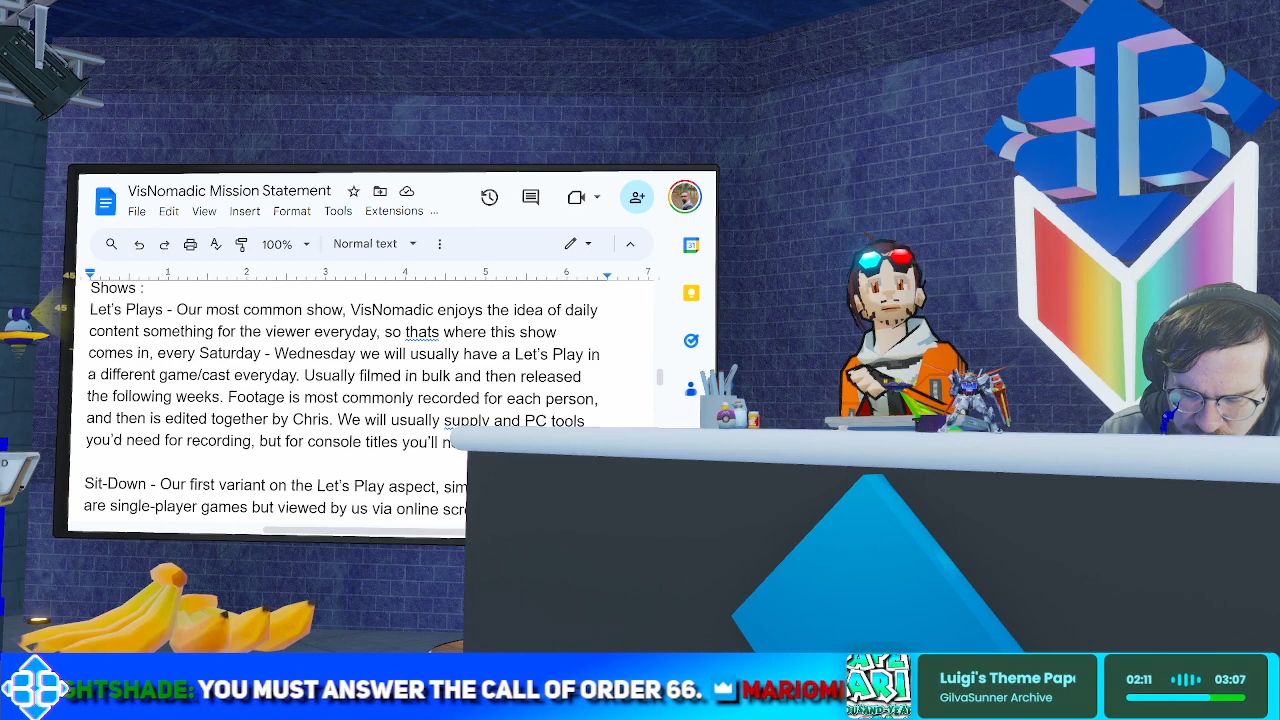 VisNomadic Mission Statement
File Edit View Insert Format Tools Extensions ...
100% Normal text
1 2 3 4 5 6 7
Shows :
Let's Plays - Our most common show, VisNomadic enjoys the idea of daily
content something for the viewer everyday, so thats where this show
comes in, every Saturday - Wednesday we will usually have a Let's Play in
a different game/cast everyday. Usually filmed in bulk and then released
the following weeks. Footage is most commonly recorded for each person,
and then is edited together by Chris. We will usually supply and PC tools
you'd need for recording, but for console titles you'll
Sit-Down - Our first variant on the Let's Play aspect,
are single-player games but viewed by us via online
45
45
31
GHTSHADE: YOU MUST ANSWER THE CALL OF ORDER 66. MARIOM
Luigi's Theme Pap
GilvaSunner Archive
02:11 03:07